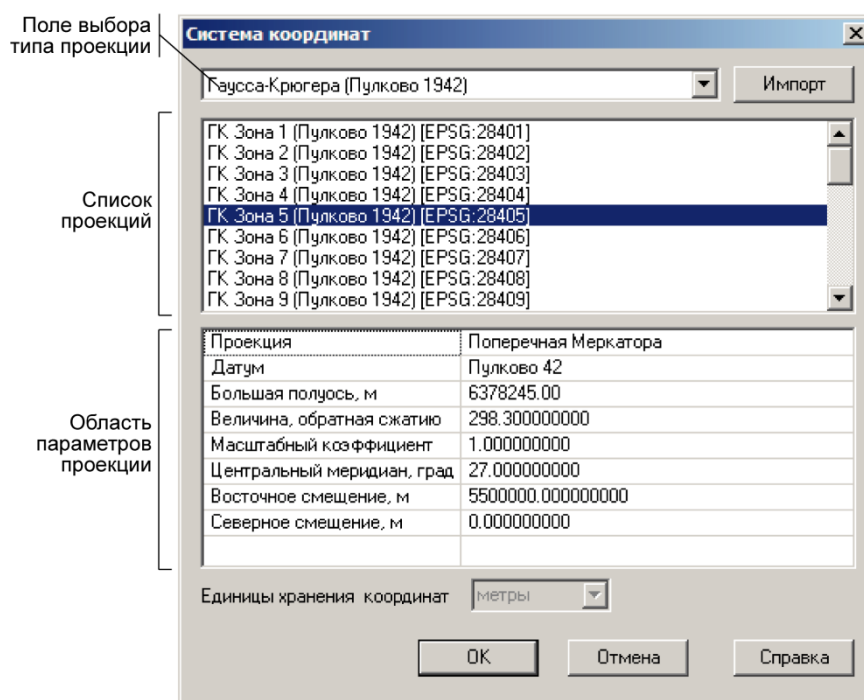 Поле выбора
типа проекции
Система координат
Гаусса-Крюгера (Пулково 1942)
Импорт
Список
проекций
ГК Зона 1 (Пулково 1942) [EPSG:28401]
ГК Зона 2 (Пулково 1942) [EPSG:28402]
ГК Зона 3 (Пулково 1942) [EPSG:28403]
ГК Зона 4 (Пулково 1942) [EPSG:28404]
ГК Зона 5 (Пулково 1942) [EPSG:28405]
ГК Зона 6 (Пулково 1942) [EPSG:28406]
ГК Зона 7 (Пулково 1942) [EPSG:28407]
ГК Зона 8 (Пулково 1942) [EPSG:28408]
ГК Зона 9 (Пулково 1942) [EPSG:28409]
Область
параметров
проекции
Проекция Поперечная Меркатора
Датум Пулково 42
Большая полуось, м 6378245.00
Величина, обратная сжатию 298.300000000
Масштабный коэффициент 1.000000000
Центральный меридиан, град 27.000000000
Восточное смещение, м 5500000.000000000
Северное смещение, м 0.000000000
Единицы хранения координат метры
OK Отмена Справка